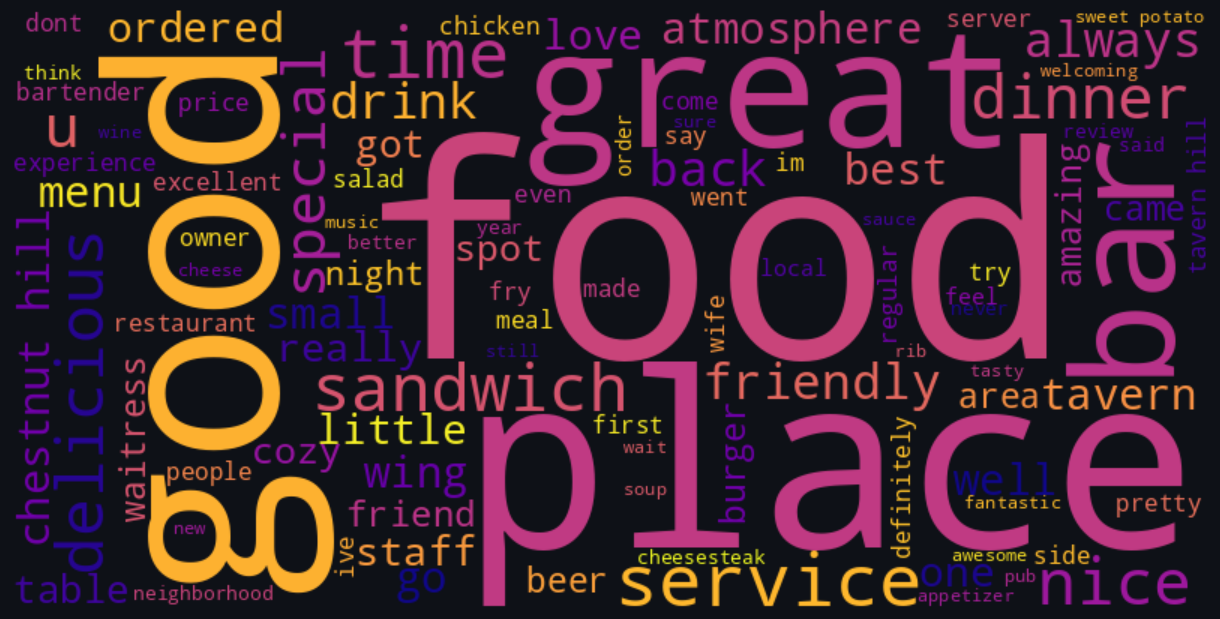 dont
ordered
chicken
love
atmosphere
server
sweet potato
think
time
great
always
bartender
price
special
drink
come
welcoming
dinner
u
wine
sure
review
said
experience
got
order
say
im
best
amazing
bar
tavern hill
menu
excellent
salad
even
back
went
came
good
owner
music
better
year
food
sauce
cheese
night
spot
local
regular
try
chestnut hill
delicious
fry
made
feel
never
small
meal
wife
restaurant
really
still
rib
tasty
waitress
sandwich
friendly
area
tavern
little
first
place
cozy
wait
burger
definitely
people
wing
soup
well
fantastic
pretty
new
friend
ive
staff
cheesesteak
awesome
side
table
neighborhood
go
beer
service
one
pub
appetizer
nice